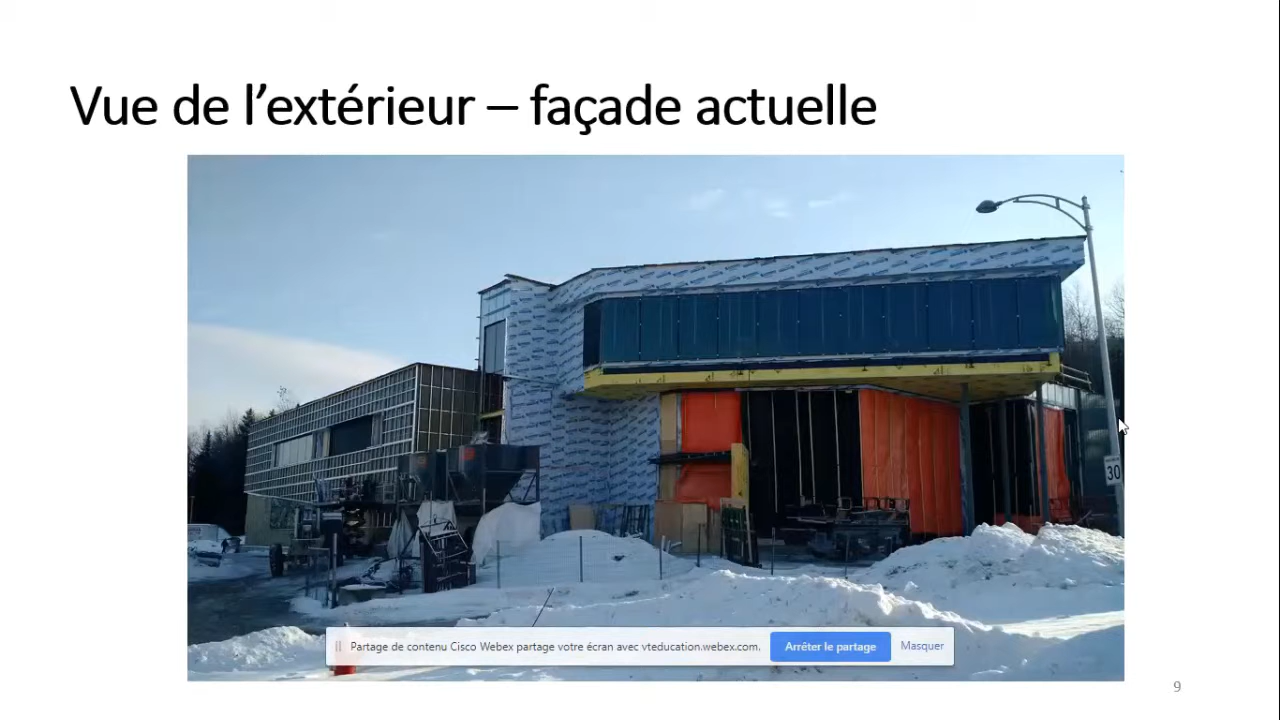 Vue de l’extérieur – façade actuelle
30
Partage de contenu Cisco Webex partage votre écran avec vteducation.webex.com.
Arrêter le partage
Masquer
9